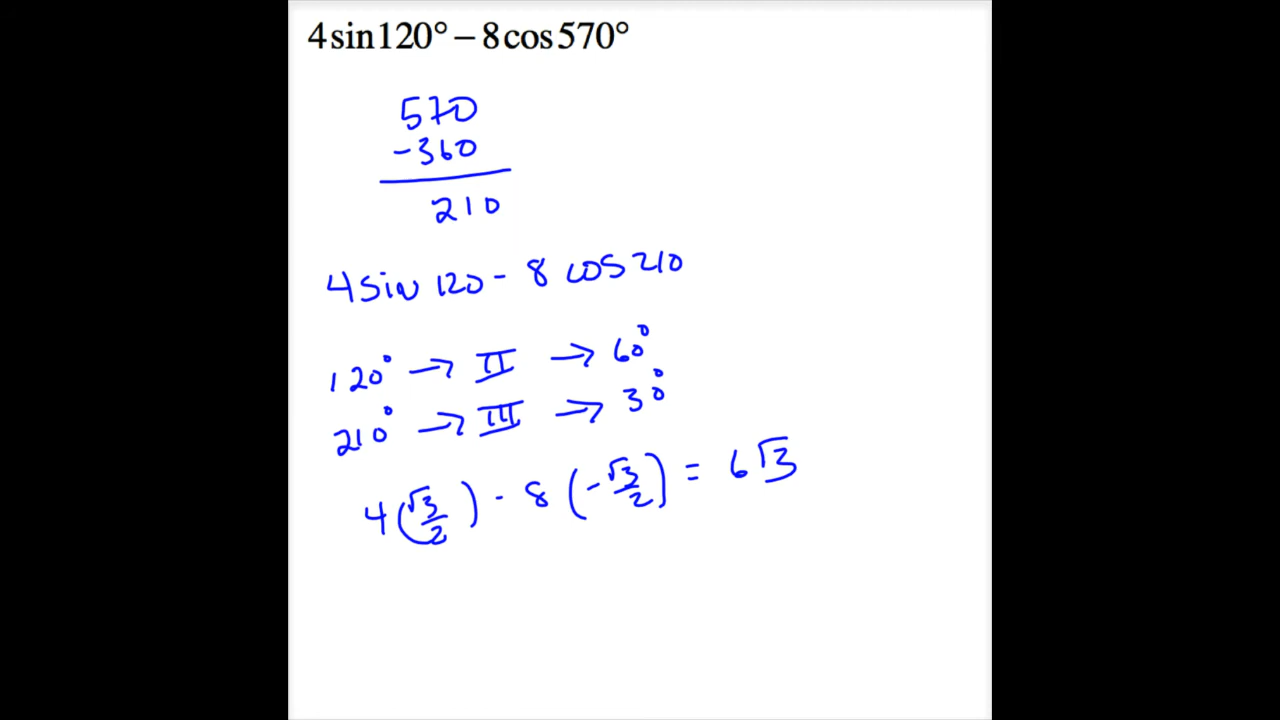 4 sin 120° − 8 cos 570°
570
-360
210
4 sin 120 - 8 cos 210
120° → II → 60°
210° → III → 30°
4(√3/2) - 8(-√3/2) = 6√3